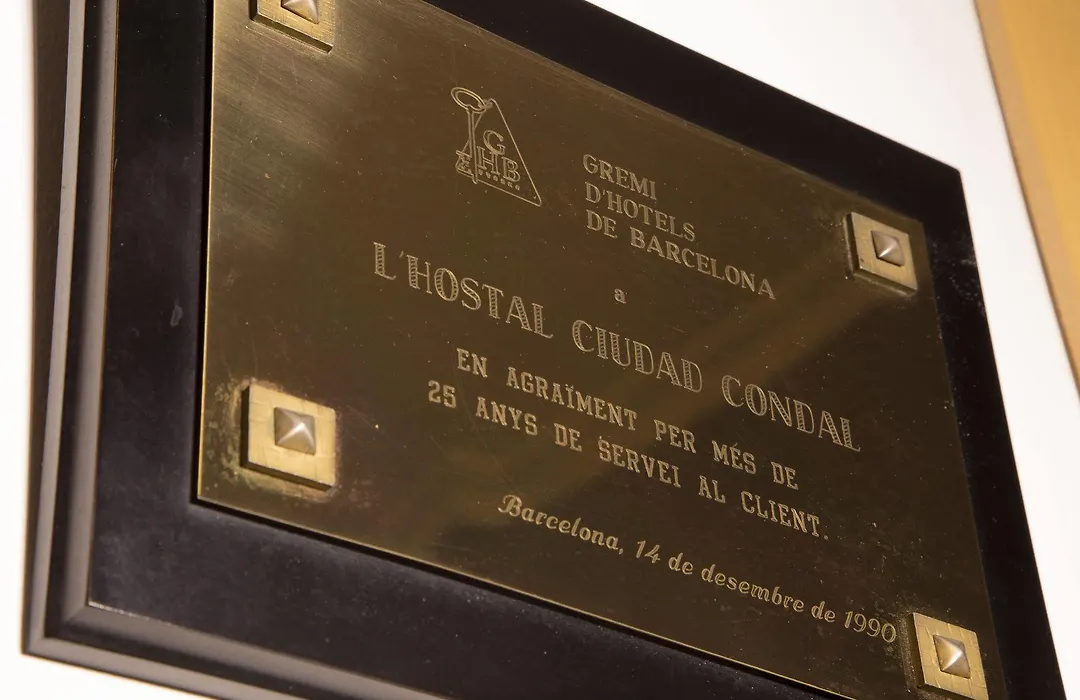 GHB
GREMI
D'HOTELS
DE BARCELONA
a
L'HOSTAL CIUDAD CONDAL
EN AGRAÏMENT PER MÉS DE
25 ANYS DE SERVEI AL CLIENT.
Barcelona, 14 de desembre de 1990